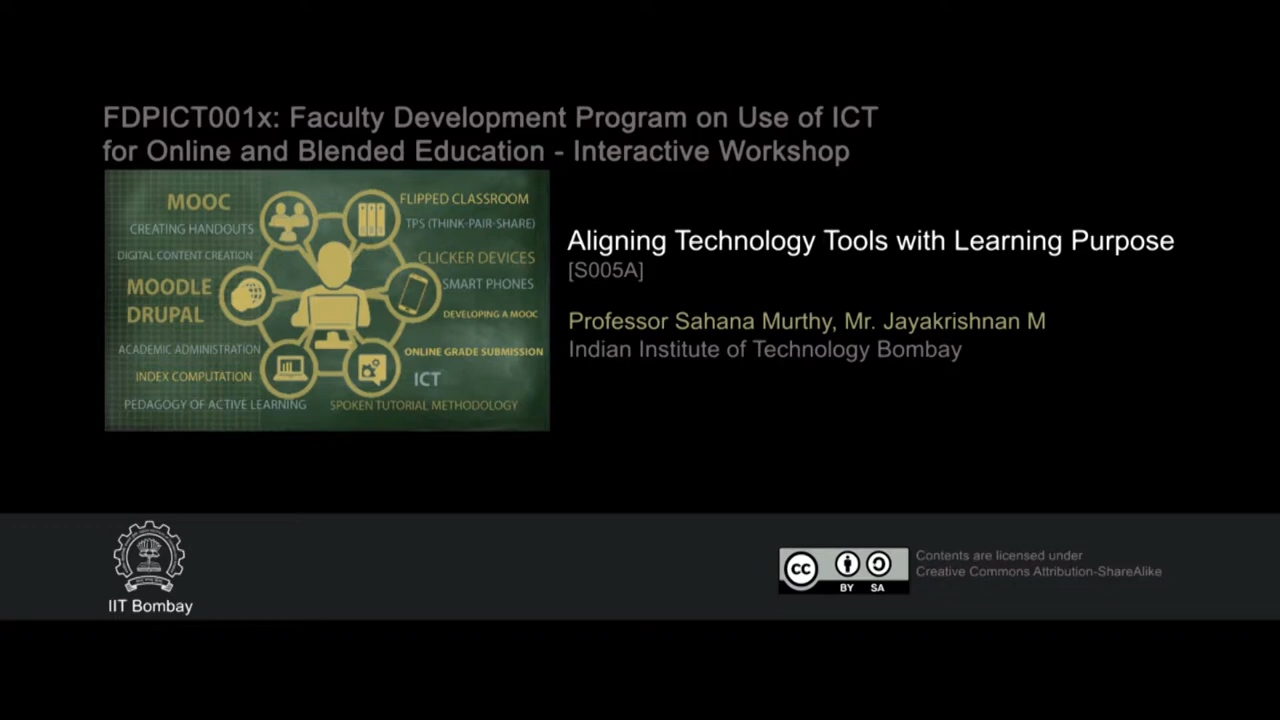 FDPICT001x: Faculty Development Program on Use of ICT
for Online and Blended Education - Interactive Workshop
MOOC
CREATING HANDOUTS
DIGITAL CONTENT CREATION
MOODLE
DRUPAL
ACADEMIC ADMINISTRATION
INDEX COMPUTATION
PEDAGOGY OF ACTIVE LEARNING
FLIPPED CLASSROOM
TPS (THINK-PAIR-SHARE)
CLICKER DEVICES
SMART PHONES
DEVELOPING A MOOC
ONLINE GRADE SUBMISSION
ICT
SPOKEN TUTORIAL METHODOLOGY
Aligning Technology Tools with Learning Purpose
[S005A]
Professor Sahana Murthy, Mr. Jayakrishnan M
Indian Institute of Technology Bombay
IIT Bombay
CC
BY SA
Contents are licensed under
Creative Commons Attribution-ShareAlike